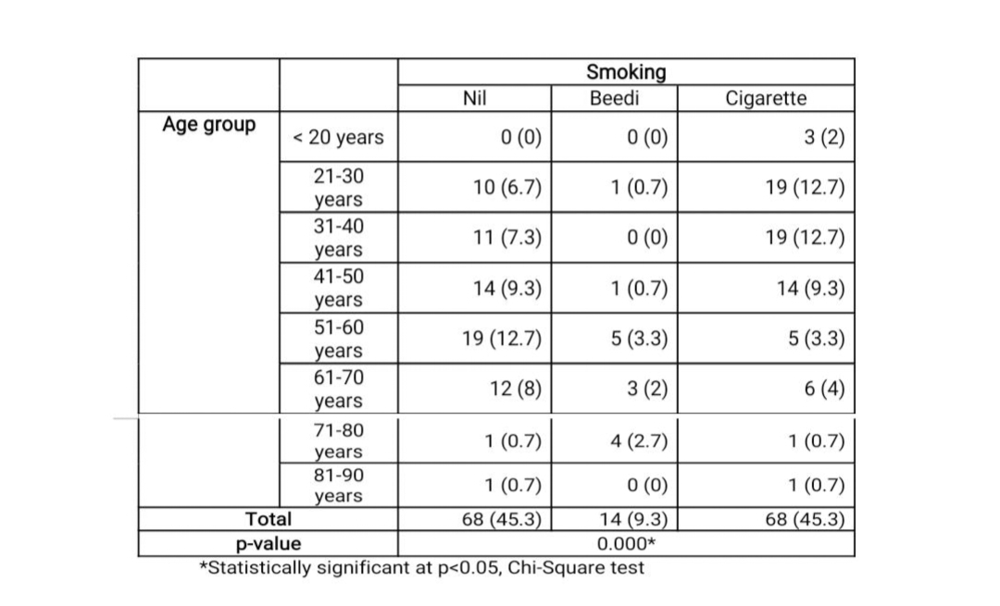 Smoking
Nil Beedi Cigarette
Age group
< 20 years 0 (0) 0 (0) 3 (2)
21-30
years 10 (6.7) 1 (0.7) 19 (12.7)
31-40
years 11 (7.3) 0 (0) 19 (12.7)
41-50
years 14 (9.3) 1 (0.7) 14 (9.3)
51-60
years 19 (12.7) 5 (3.3) 5 (3.3)
61-70
years 12 (8) 3 (2) 6 (4)
71-80
years 1 (0.7) 4 (2.7) 1 (0.7)
81-90
years 1 (0.7) 0 (0) 1 (0.7)
Total 68 (45.3) 14 (9.3) 68 (45.3)
p-value 0.000*
*Statistically significant at p<0.05, Chi-Square test